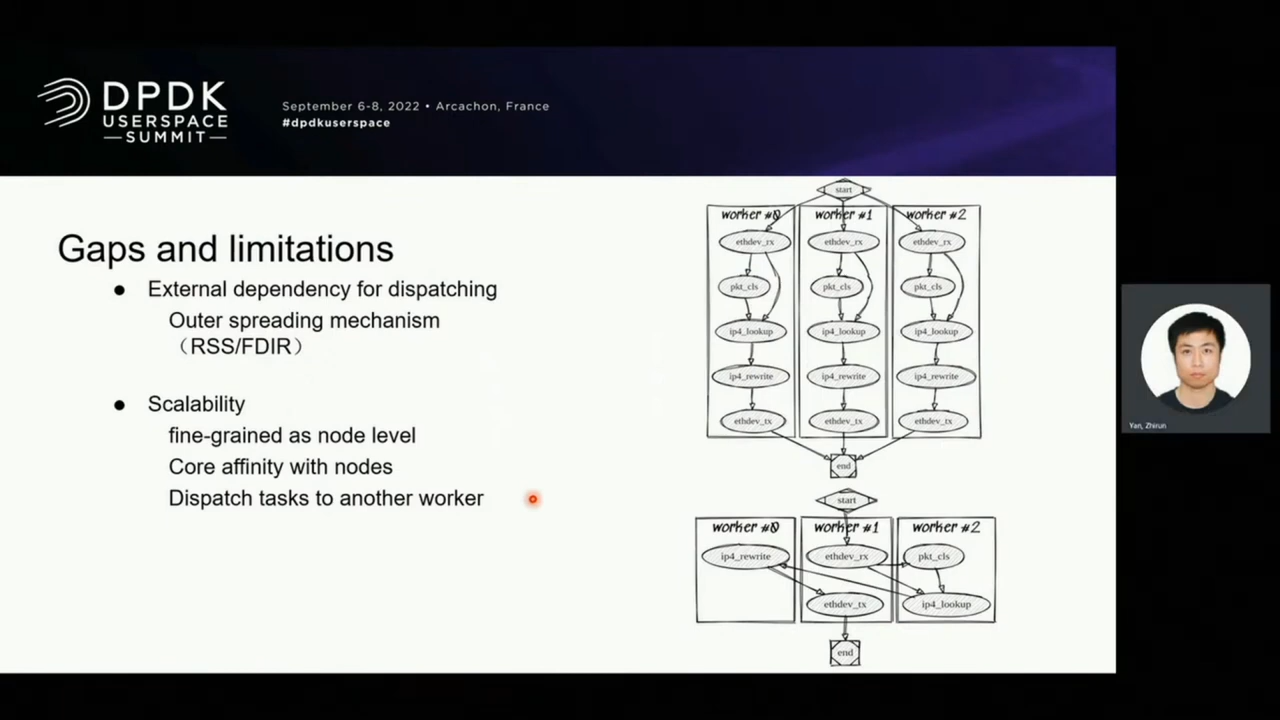 DPDK
USERSPACE
SUMMIT
September 6-8, 2022 • Arcachon, France
#dpdkuserspace
Gaps and limitations
● External dependency for dispatching
Outer spreading mechanism
（RSS/FDIR）
● Scalability
fine-grained as node level
Core affinity with nodes
Dispatch tasks to another worker
start
worker #0 worker #1 worker #2
ethdev_rx ethdev_rx ethdev_rx
pkt_cls pkt_cls pkt_cls
ip4_lookup ip4_lookup ip4_lookup
ip4_rewrite ip4_rewrite ip4_rewrite
ethdev_tx ethdev_tx ethdev_tx
end
start
worker #0 worker #1 worker #2
ip4_rewrite ethdev_rx pkt_cls
ethdev_tx ip4_lookup
end
Yan, Zhirun